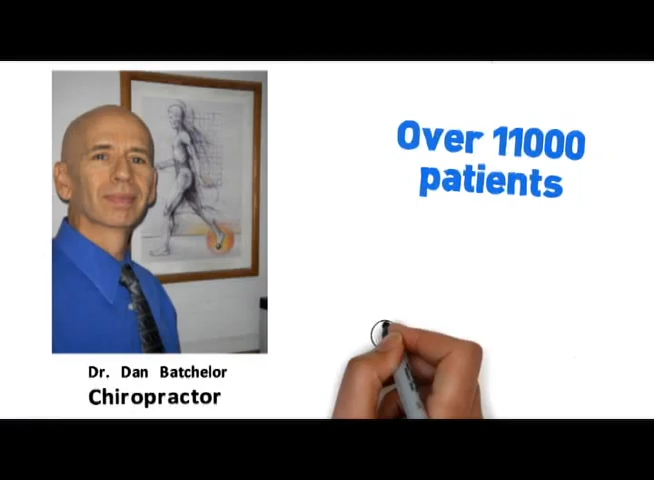 Over 11000
patients
Dr. Dan Batchelor
Chiropractor